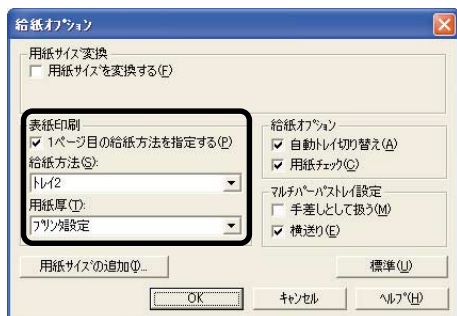 給紙オプション
用紙サイズ変換
用紙サイズを変換する(F)
表紙印刷
1ページ目の給紙方法を指定する(P)
給紙方法(S):
トレイ2
用紙厚(T):
プリンタ設定
給紙オプション
自動トレイ切り替え(A)
用紙チェック(C)
マルチパーパストレイ設定
手差しとして扱う(M)
横送り(E)
用紙サイズの追加(I)...
標準(U)
OK
キャンセル
ヘルプ(H)